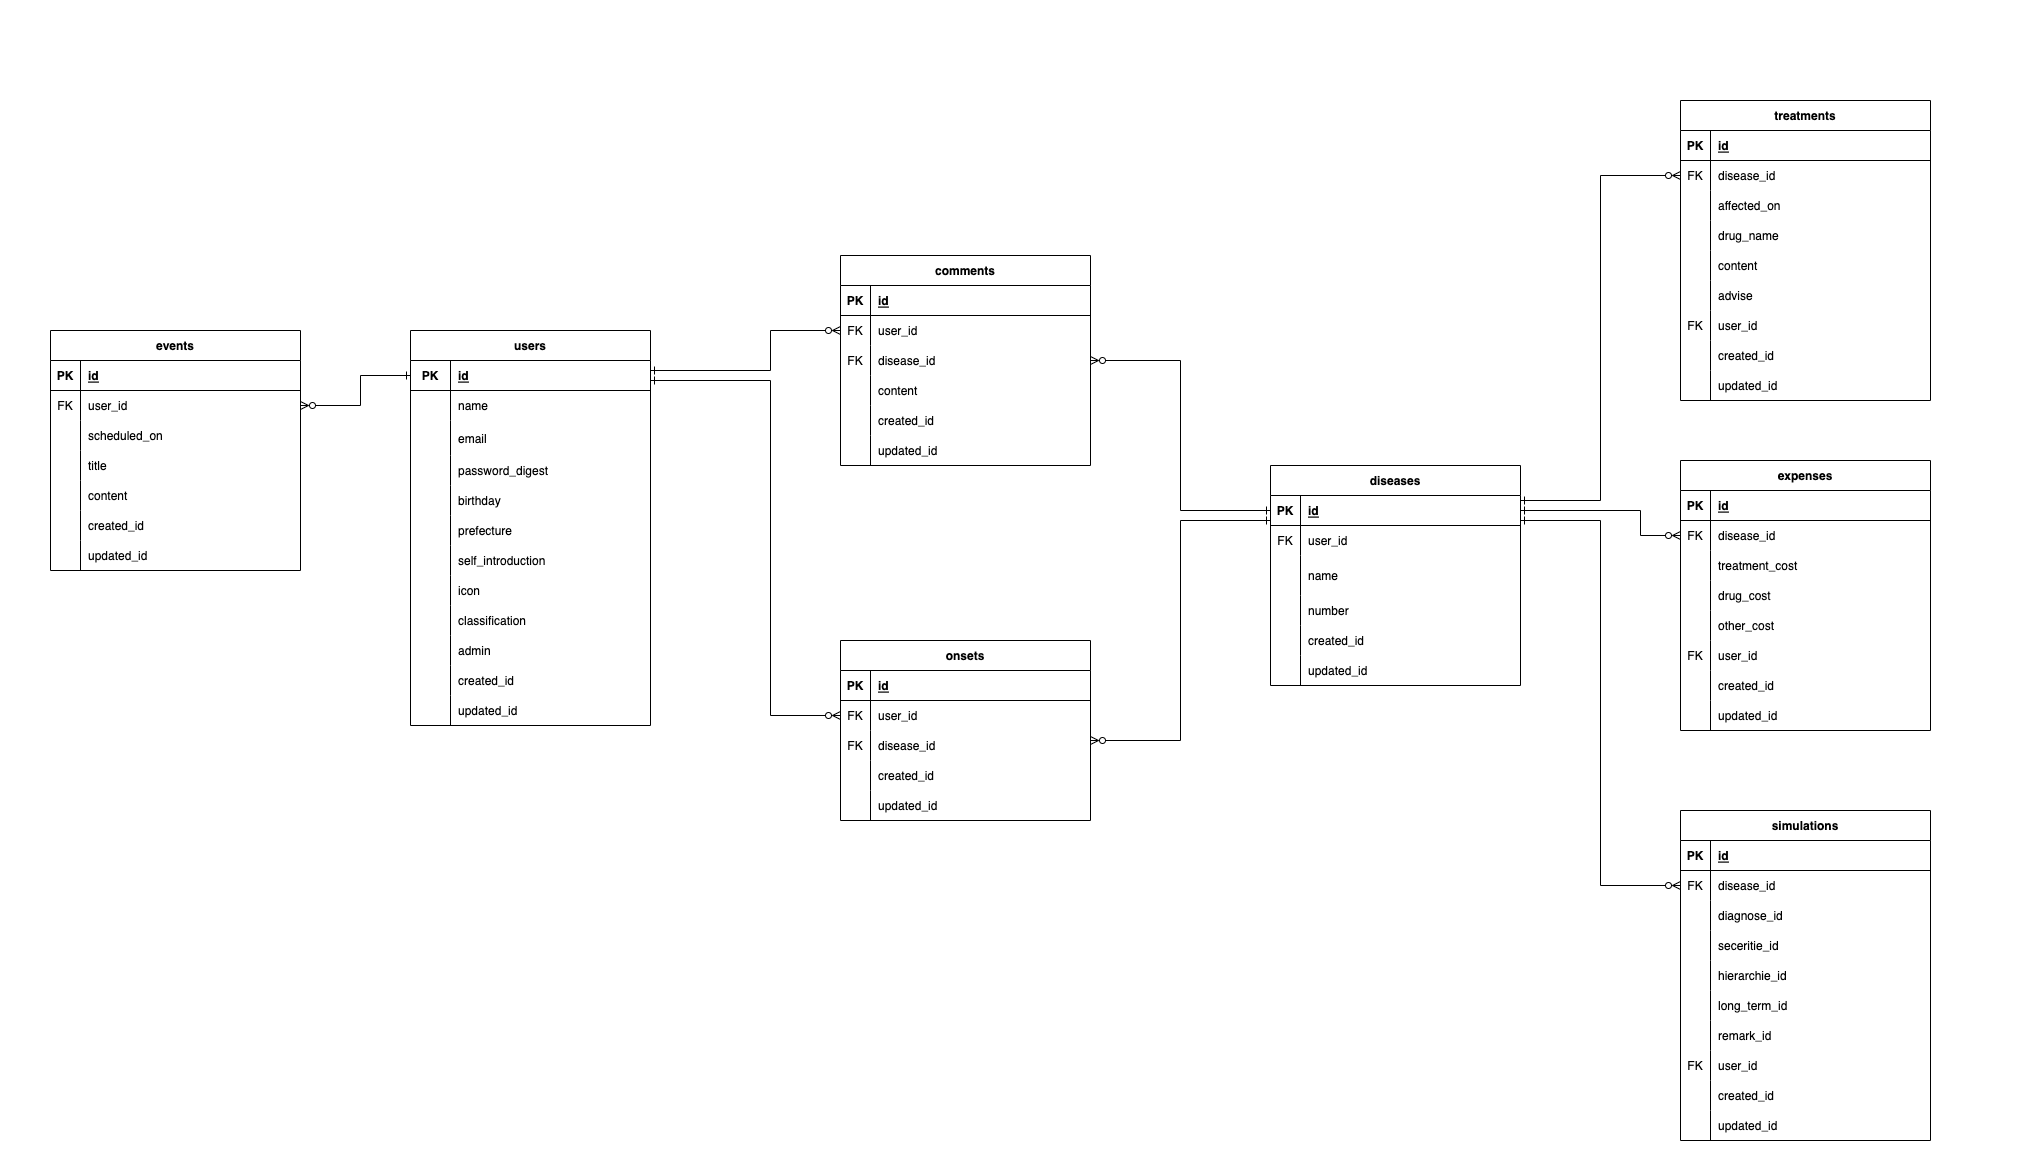 events
PK id
FK user_id
scheduled_on
title
content
created_id
updated_id
users
PK id
name
email
password_digest
birthday
prefecture
self_introduction
icon
classification
admin
created_id
updated_id
comments
PK id
FK user_id
FK disease_id
content
created_id
updated_id
onsets
PK id
FK user_id
FK disease_id
created_id
updated_id
diseases
PK id
FK user_id
name
number
created_id
updated_id
treatments
PK id
FK disease_id
affected_on
drug_name
content
advise
FK user_id
created_id
updated_id
expenses
PK id
FK disease_id
treatment_cost
drug_cost
other_cost
FK user_id
created_id
updated_id
simulations
PK id
FK disease_id
diagnose_id
seceritie_id
hierarchie_id
long_term_id
remark_id
FK user_id
created_id
updated_id